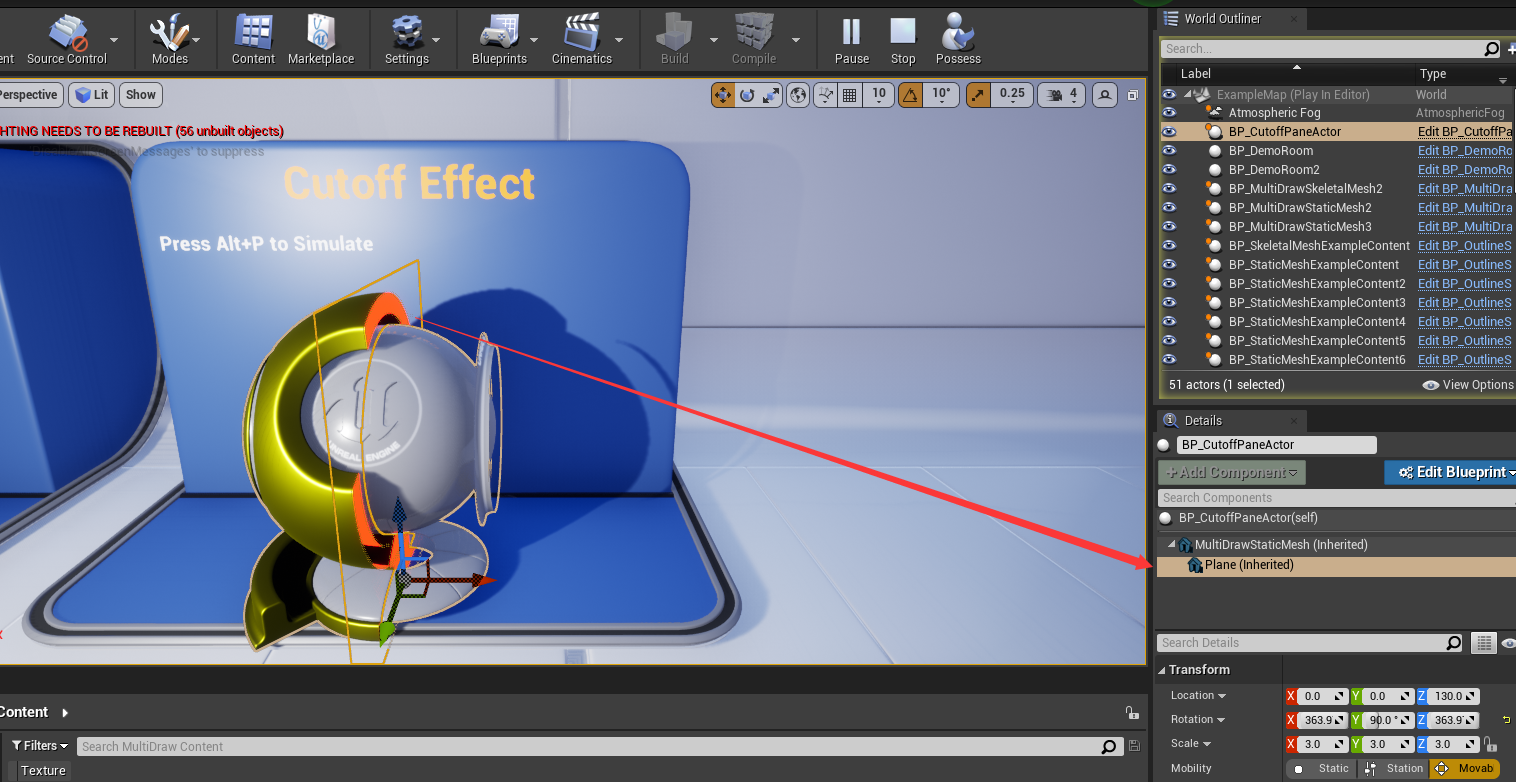 ent
Source Control
Modes
Content
Marketplace
Settings
Blueprints
Cinematics
Build
Compile
Pause
Stop
Possess
Perspective
Lit
Show
10
10°
0.25
4
HTING NEEDS TO BE REBUILT (56 unbuilt objects)
Messages' to suppress
Cutoff Effect
Press Alt+P to Simulate
UNREAL ENGINE
X
World Outliner
Search...
Label
Type
ExampleMap (Play In Editor)
World
Atmospheric Fog
AtmosphericFog
BP_CutoffPaneActor
Edit BP_CutoffPa
BP_DemoRoom
Edit BP_DemoRo
BP_DemoRoom2
Edit BP_DemoRo
BP_MultiDrawSkeletalMesh2
Edit BP_MultiDra
BP_MultiDrawStaticMesh2
Edit BP_MultiDra
BP_MultiDrawStaticMesh3
Edit BP_MultiDra
BP_SkeletalMeshExampleContent
Edit BP_OutlineS
BP_StaticMeshExampleContent
Edit BP_OutlineS
BP_StaticMeshExampleContent2
Edit BP_OutlineS
BP_StaticMeshExampleContent3
Edit BP_OutlineS
BP_StaticMeshExampleContent4
Edit BP_OutlineS
BP_StaticMeshExampleContent5
Edit BP_OutlineS
BP_StaticMeshExampleContent6
Edit BP_OutlineS
51 actors (1 selected)
View Options
Details
BP_CutoffPaneActor
+Add Component
Edit Blueprint
Search Components
BP_CutoffPaneActor(self)
MultiDrawStaticMesh (Inherited)
Plane (Inherited)
Search Details
Transform
Location
X 0.0 Y 0.0 Z 130.0
Rotation
X 363.9 Y 90.0 ° Z 363.9
Scale
X 3.0 Y 3.0 Z 3.0
Mobility
Static
Station
Movab
Content
Filters
Search MultiDraw Content
Texture